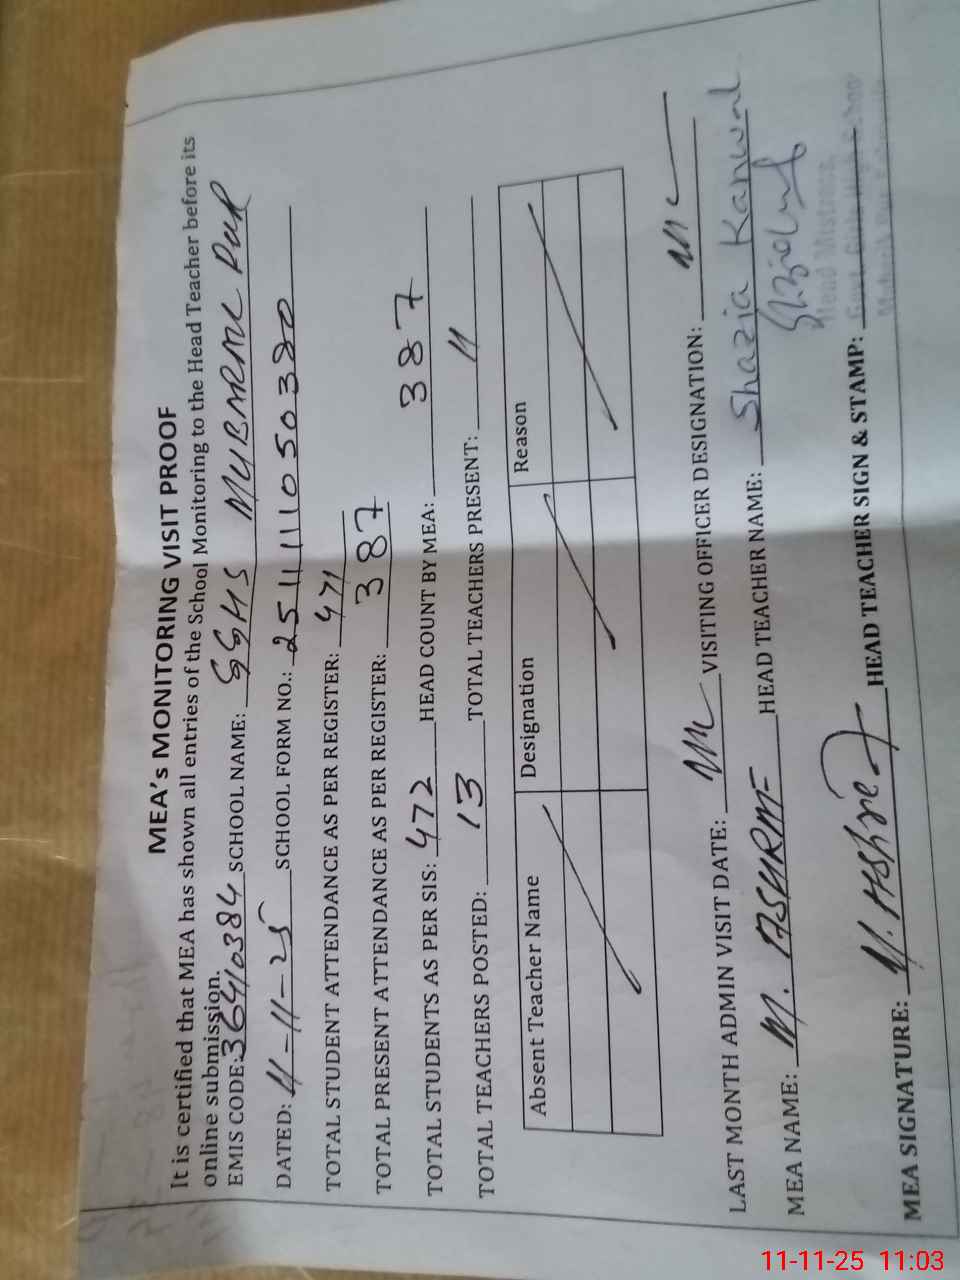 MEA's MONITORING VISIT PROOF
It is certified that MEA has shown all entries of the School Monitoring to the Head Teacher before its
online submission.
EMIS CODE: 36410384 SCHOOL NAME: GGHS MUBARAK PUR
DATED: 11-11-25 SCHOOL FORM NO.: 251111050380
TOTAL STUDENT ATTENDANCE AS PER REGISTER: 471
TOTAL PRESENT ATTENDANCE AS PER REGISTER: 387
TOTAL STUDENTS AS PER SIS: 472 HEAD COUNT BY MEA: 387
TOTAL TEACHERS POSTED: 13 TOTAL TEACHERS PRESENT: 11
Absent Teacher Name Designation Reason
LAST MONTH ADMIN VISIT DATE: VISITING OFFICER DESIGNATION:
MEA NAME: M. HEAD TEACHER NAME: Shazia Kanwal
MEA SIGNATURE: HEAD TEACHER SIGN & STAMP:
Head Mistress
11-11-25 11:03